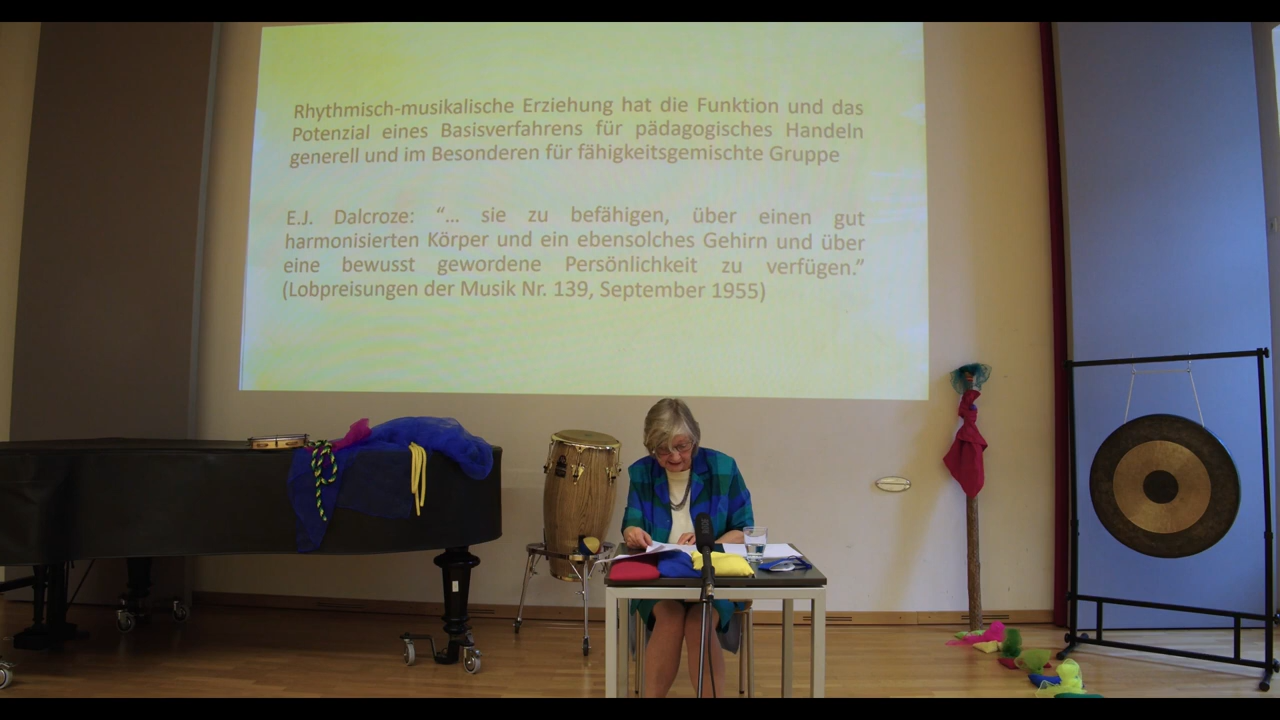 Rhythmisch-musikalische Erziehung hat die Funktion und das
Potenzial eines Basisverfahrens für pädagogisches Handeln
generell und im Besonderen für fähigkeitsgemischte Gruppe
E.J. Dalcroze: “... sie zu befähigen, über einen gut
harmonisierten Körper und ein ebensolches Gehirn und über
eine bewusst gewordene Persönlichkeit zu verfügen.”
(Lobpreisungen der Musik Nr. 139, September 1955)